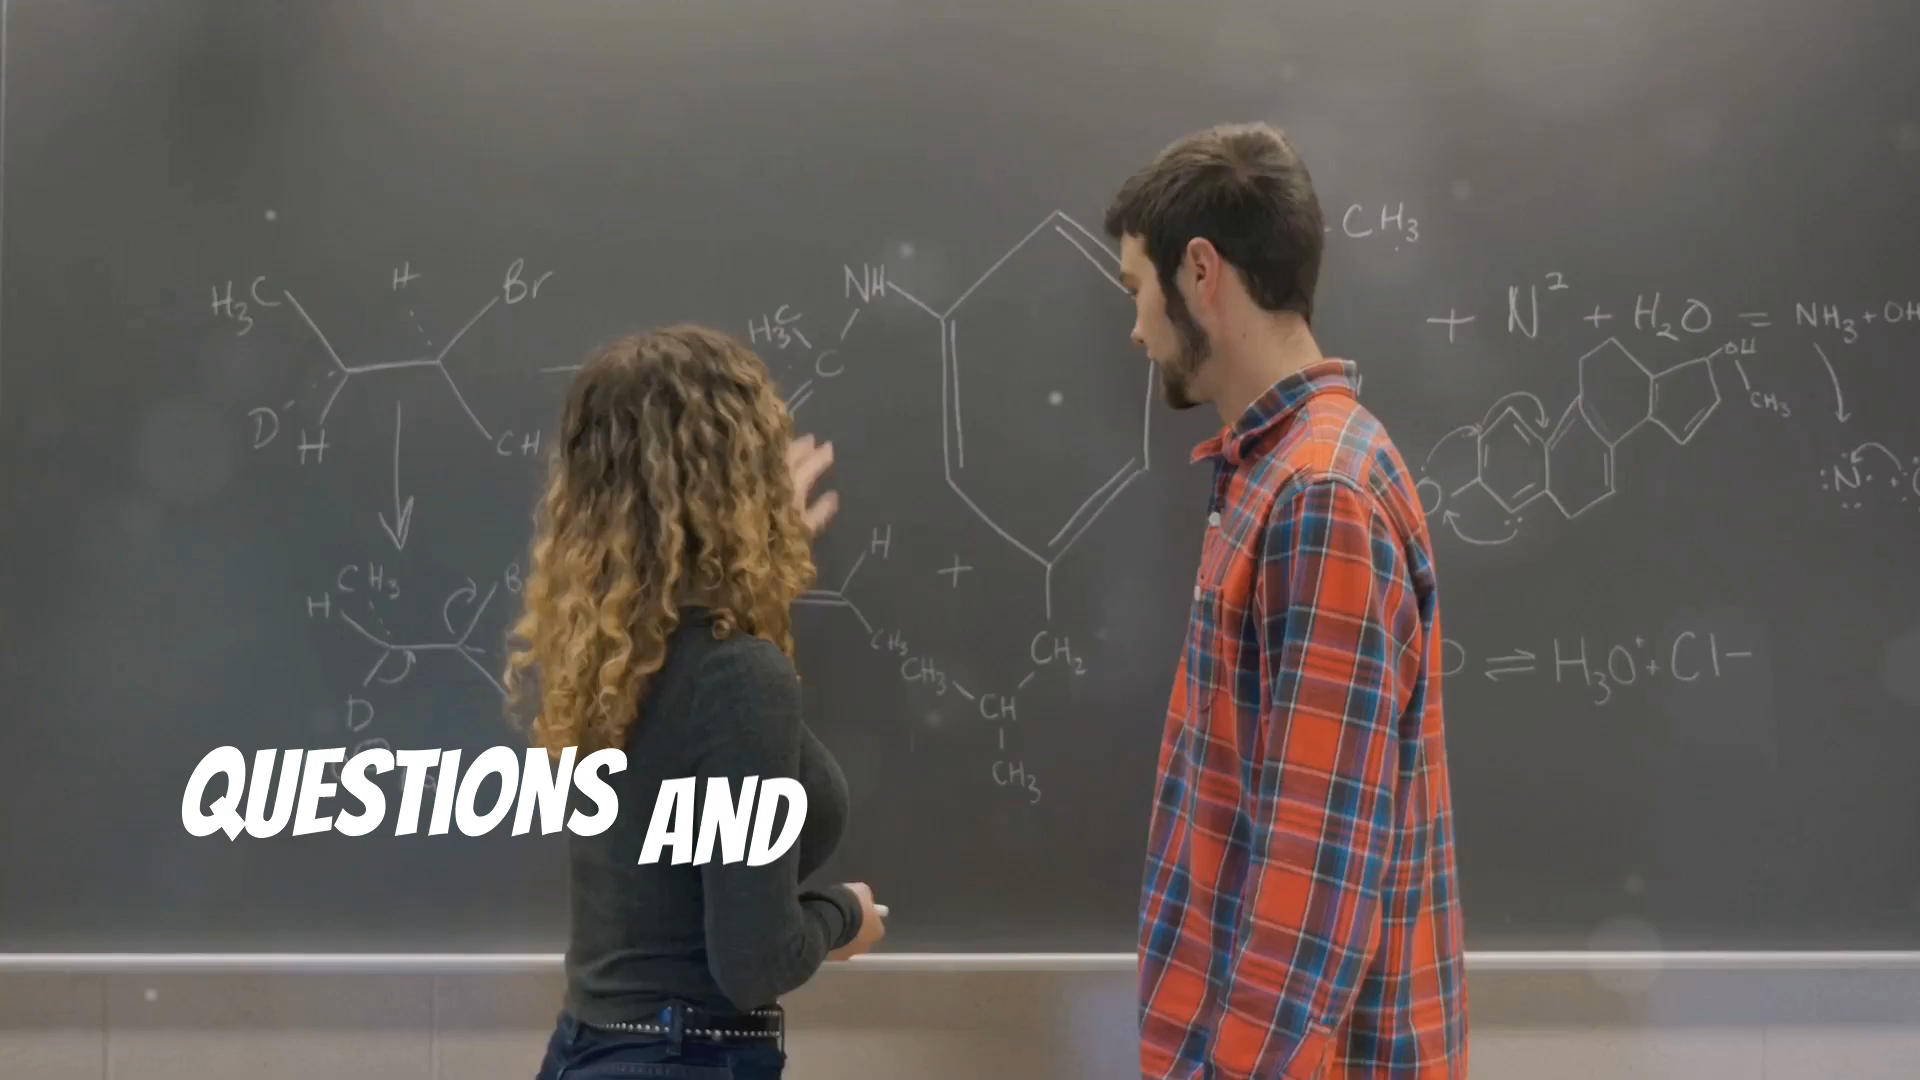 H₃C H Br
D H CH
CH₃
H
D
H₃C NH
C
H
CH₃
+
CH₂
CH₃ CH
CH₃
CH₃
+ N² + H₂O = NH₃ + OH
OH
CH₃
O
:N· +
⇌ H₃O⁺ + Cl−
QUESTIONS AND